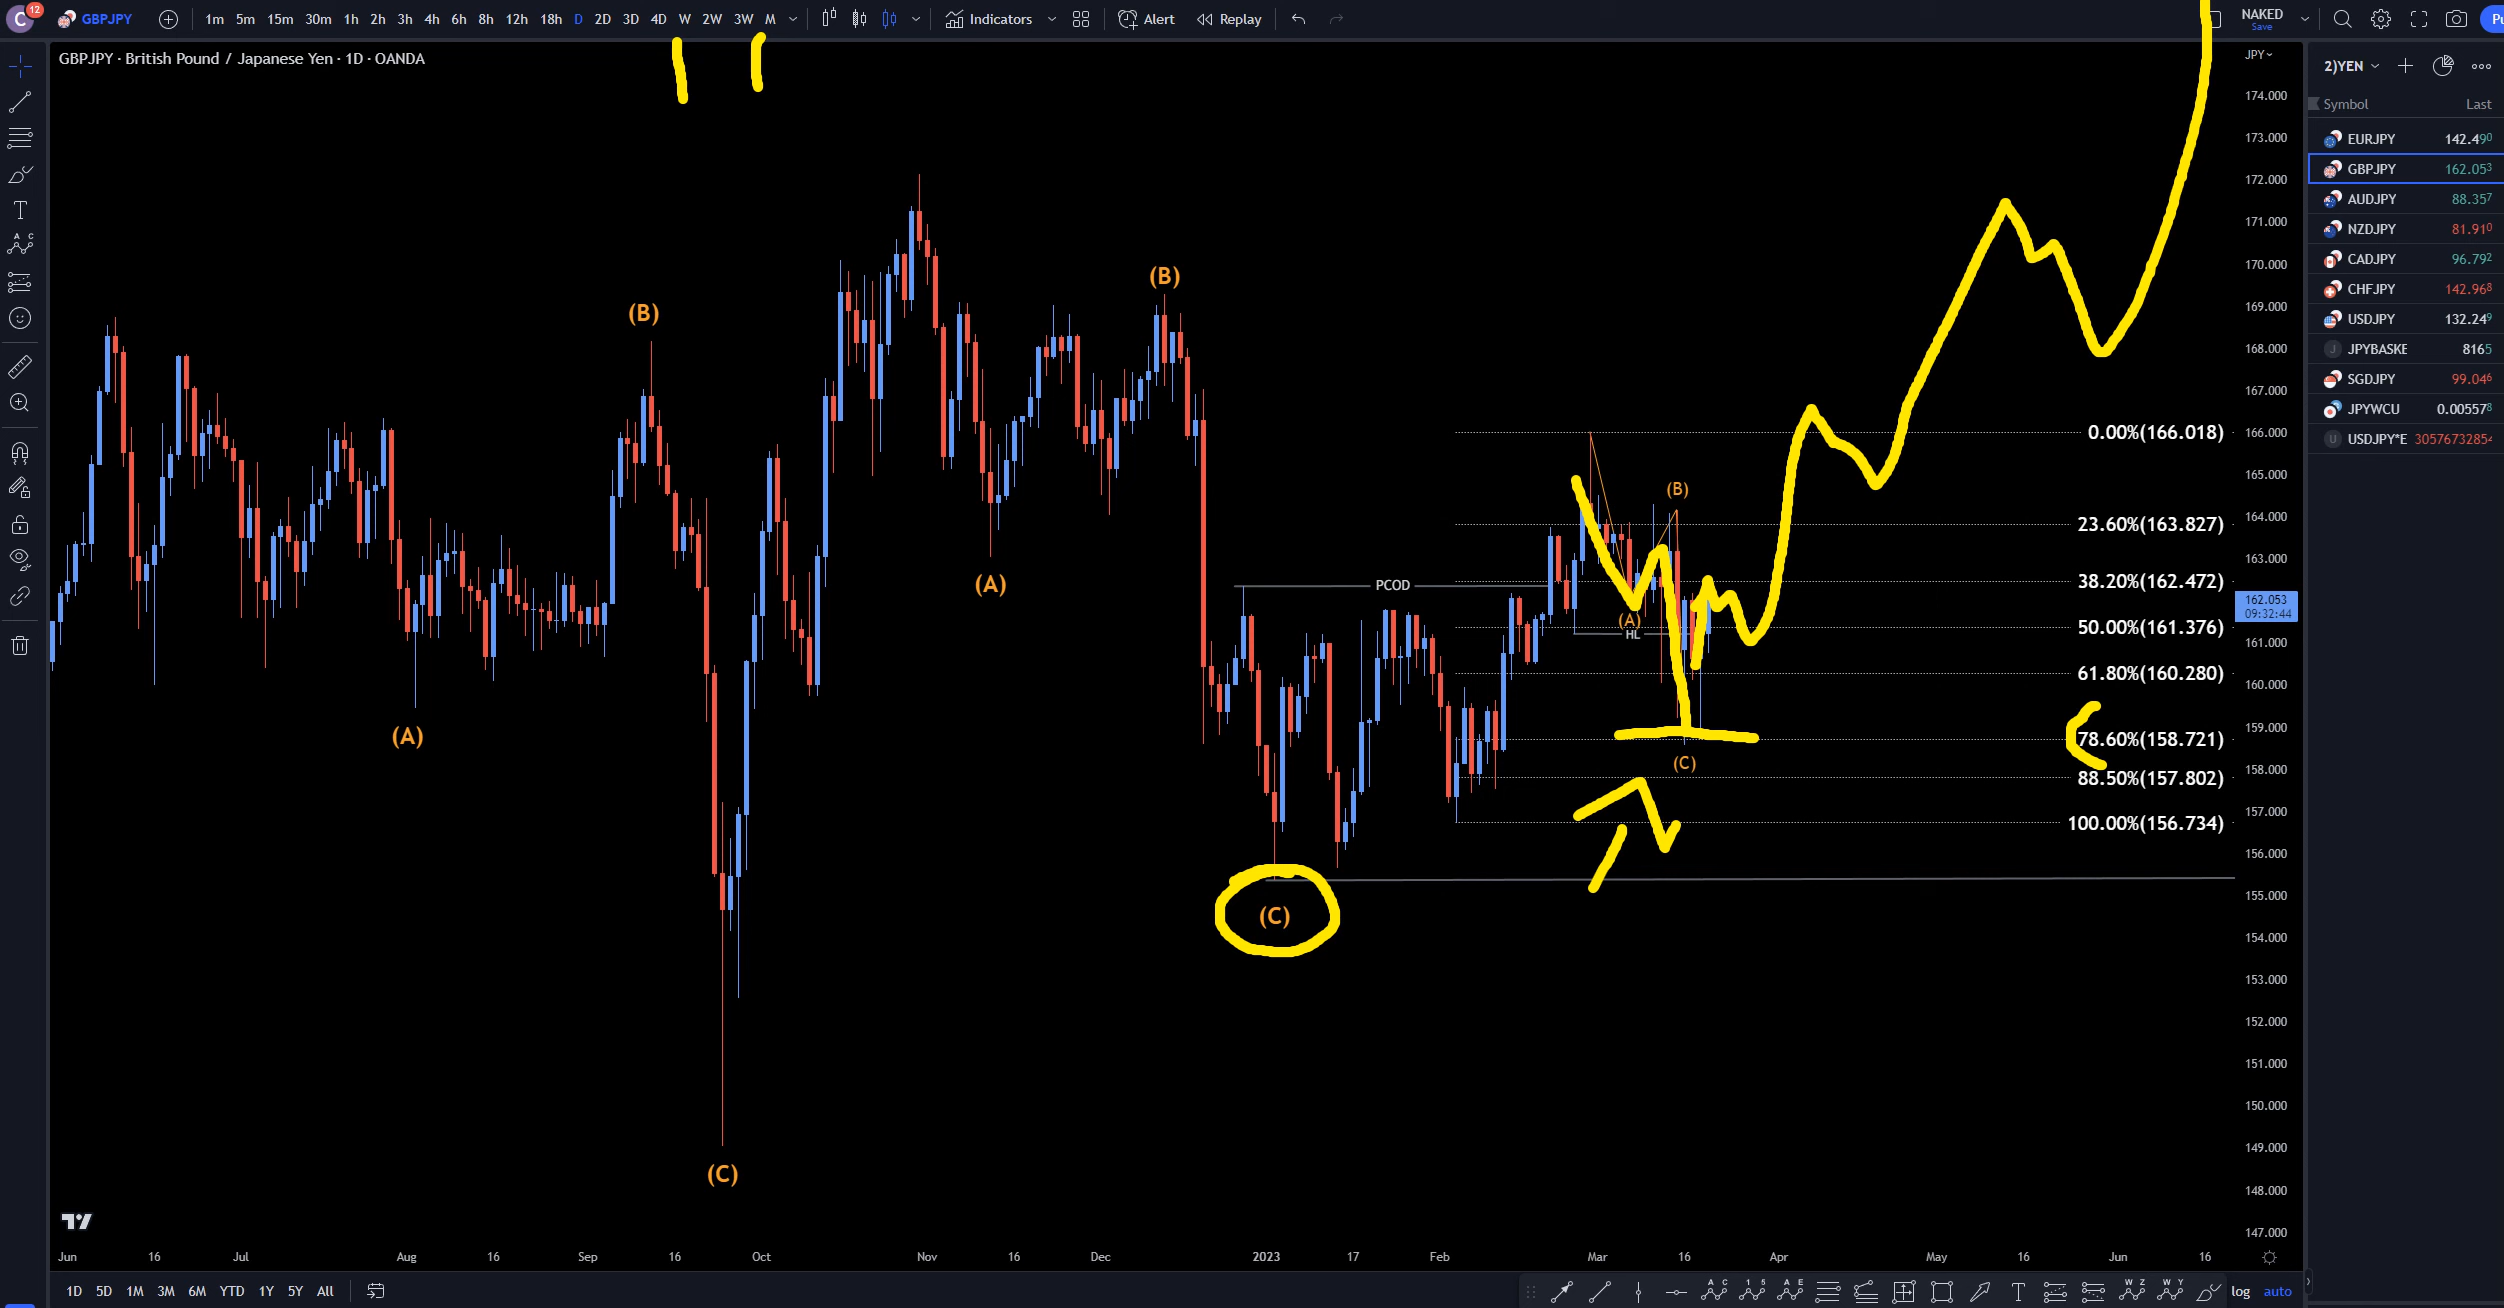 C 12 GBPJPY 1m 5m 15m 30m 1h 2h 3h 4h 6h 8h 12h 18h D 2D 3D 4D W 2W 3W M Indicators Alert Replay NAKED
Save
GBPJPY · British Pound / Japanese Yen · 1D · OANDA
JPY
2)YEN
Symbol Last
EURJPY 142.490
GBPJPY 162.053
AUDJPY 88.357
NZDJPY 81.910
CADJPY 96.792
CHFJPY 142.968
USDJPY 132.249
JPYBASKE 8165
SGDJPY 99.046
JPYWCU 0.005578
USDJPY*E 30576732854
174.000
173.000
172.000
171.000
170.000
169.000
168.000
167.000
166.000
165.000
164.000
163.000
162.053
09:32:44
161.000
160.000
159.000
158.000
157.000
156.000
155.000
154.000
153.000
152.000
151.000
150.000
149.000
148.000
147.000
(B)
(B)
(A)
(A)
(C)
(C)
PCOD
(B)
(A)
HL
(C)
0.00%(166.018)
23.60%(163.827)
38.20%(162.472)
50.00%(161.376)
61.80%(160.280)
78.60%(158.721)
88.50%(157.802)
100.00%(156.734)
Jun 16 Jul Aug 16 Sep 16 Oct Nov 16 Dec 2023 17 Feb Mar 16 Apr May 16 Jun 16
1D 5D 1M 3M 6M YTD 1Y 5Y All log auto